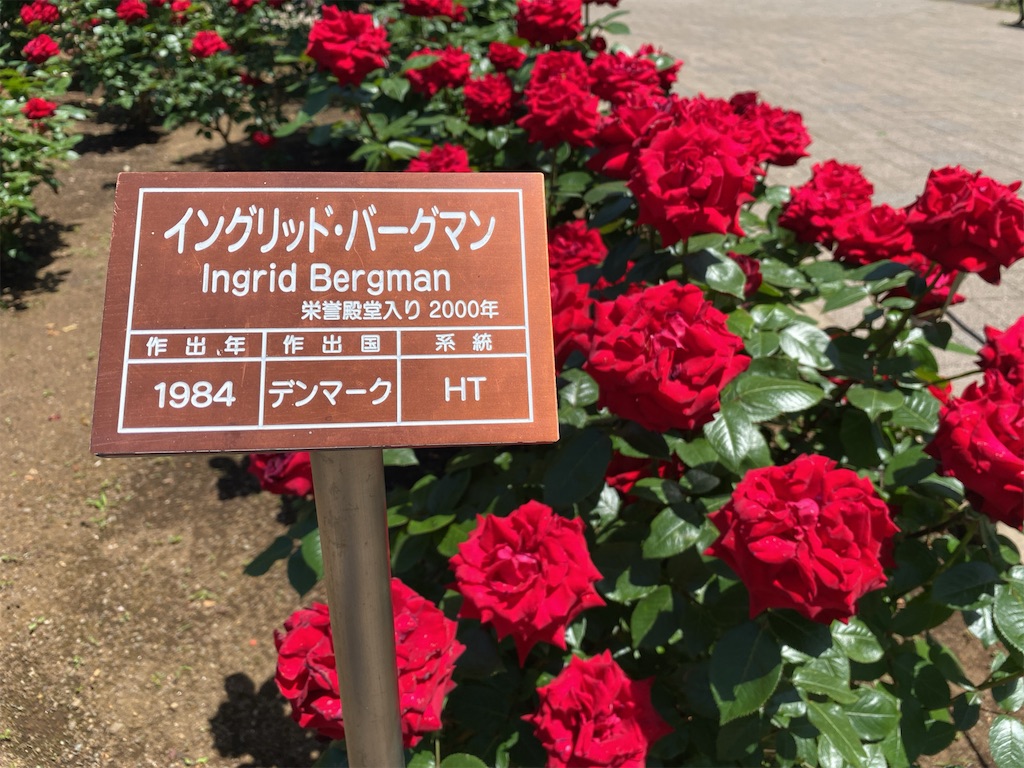 イングリッド・バーグマン
Ingrid Bergman
栄誉殿堂入り 2000年
作出年 作出国 系統
1984 デンマーク HT